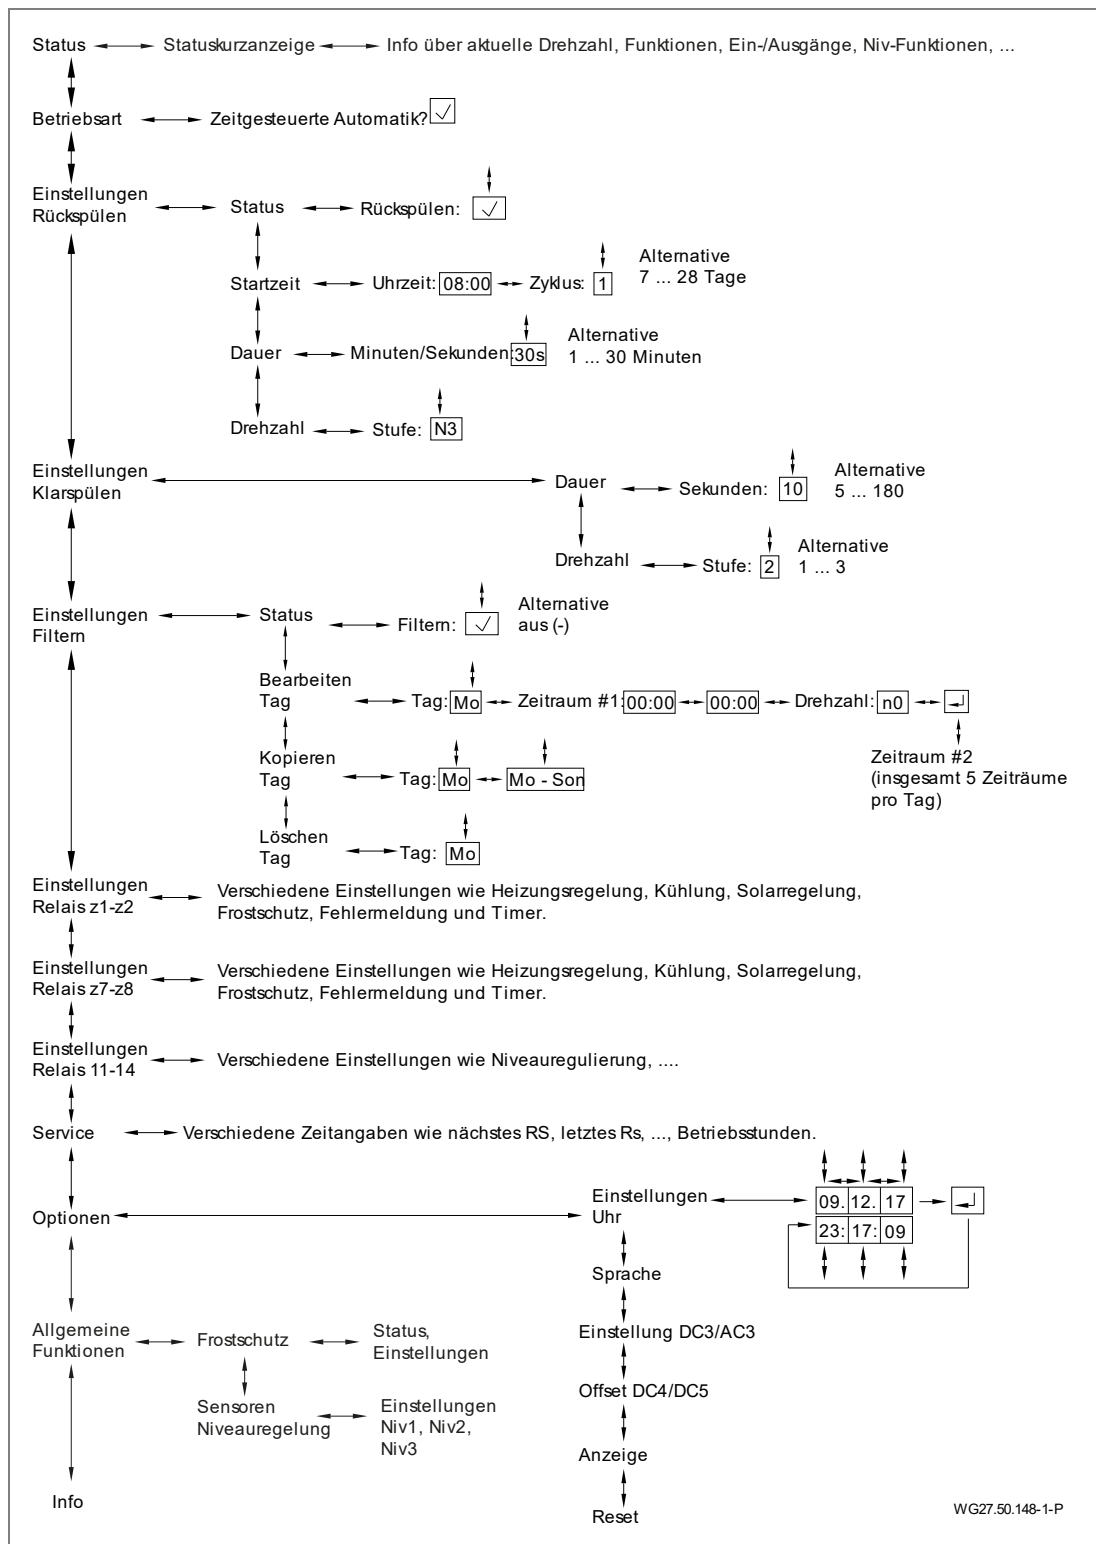 Status Statuskurzanzeige Info über aktuelle Drehzahl, Funktionen, Ein-/Ausgänge, Niv-Funktionen, ...
Betriebsart Zeitgesteuerte Automatik?
Einstellungen
Rückspülen
Status Rückspülen:
Startzeit Uhrzeit: 08:00 Zyklus: 1
Alternative
7 ... 28 Tage
Dauer Minuten/Sekunden: 30s
Alternative
1 ... 30 Minuten
Drehzahl Stufe: N3
Einstellungen
Klarspülen
Dauer Sekunden: 10
Alternative
5 ... 180
Drehzahl Stufe: 2
Alternative
1 ... 3
Einstellungen
Filtern
Status Filtern:
Alternative
aus (-)
Bearbeiten
Tag
Tag: Mo Zeitraum #1: 00:00 00:00 Drehzahl: n0
Zeitraum #2
(insgesamt 5 Zeiträume
pro Tag)
Kopieren
Tag
Tag: Mo Mo - Son
Löschen
Tag
Tag: Mo
Einstellungen
Relais z1-z2
Verschiedene Einstellungen wie Heizungsregelung, Kühlung, Solarregelung,
Frostschutz, Fehlermeldung und Timer.
Einstellungen
Relais z7-z8
Verschiedene Einstellungen wie Heizungsregelung, Kühlung, Solarregelung,
Frostschutz, Fehlermeldung und Timer.
Einstellungen
Relais 11-14
Verschiedene Einstellungen wie Niveauregulierung, ....
Service Verschiedene Zeitangaben wie nächstes RS, letztes Rs, ..., Betriebsstunden.
Optionen
Einstellungen
Uhr
09. 12. 17
23: 17: 09
Sprache
Einstellung DC3/AC3
Offset DC4/DC5
Anzeige
Reset
Allgemeine
Funktionen
Frostschutz
Status,
Einstellungen
Sensoren
Niveauregelung
Einstellungen
Niv1, Niv2,
Niv3
Info
WG27.50.148-1-P